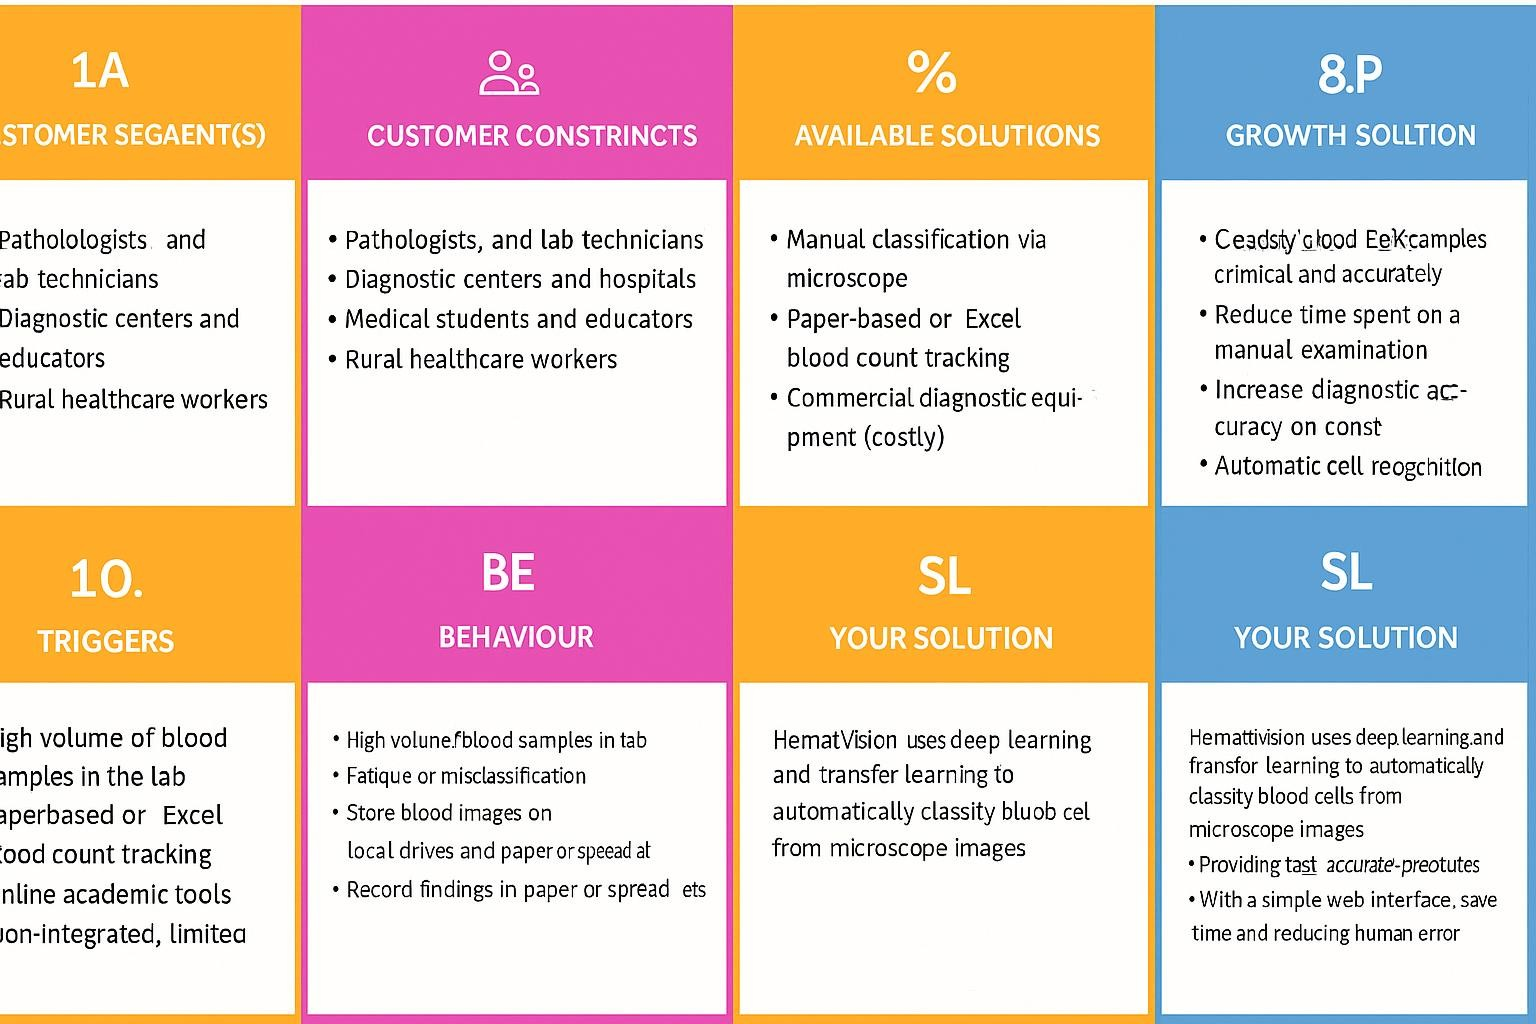 1A
STOMER SEGAENT(S)
Patholologists and
ab technicians
Diagnostic centers and
educators
Rural healthcare workers
CUSTOMER CONSTRINCTS
• Pathologists, and lab technicians
• Diagnostic centers and hospitals
• Medical students and educators
• Rural healthcare workers
%
AVAILABLE SOLUTI(ONS
• Manual classification via
microscope
• Paper-based or Excel
blood count tracking
• Commercial diagnostic equi-
pment (costly)
8.P
GROWTH SOLLTION
•
crimical and accurately
• Reduce time spent on a
manual examination
• Increase diagnostic ac-
curacy on const
• Automatic cell reogchition
10.
TRIGGERS
igh volume of blood
amples in the lab
aperbased or Excel
ood count tracking
nline academic tools
on-integrated, limited
BE
BEHAVIOUR
• High volune.fblood samples in tab
• Fatique or misclassification
• Store blood images on
local drives and paper or speead at
• Record findings in paper or spread ets
SL
YOUR SOLUTION
HematVision uses deep learning
and transfer learning to
automatically classity bluob cel
from microscope images
SL
YOUR SOLUTION
Hemattivision uses deep.learning.and
fransfor learning to automatically
classity blood cells from
microscope images
• Providing tast accurate-preotutes
• With a simple web interface, save
time and reducing human error